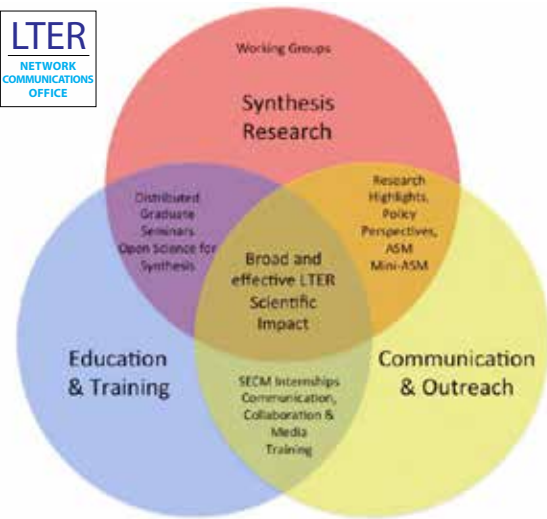 LTER
NETWORK
COMMUNICATIONS
OFFICE
Working Groups
Synthesis
Research
Distributed
Graduate
Seminars
Open Science for
Synthesis
Research
Highlights,
Policy
Perspectives,
ASM
Mini-ASM
Broad and
effective LTER
Scientific
Impact
Education
& Training
Communication
& Outreach
SECM Internships
Communication,
Collaboration &
Media
Training